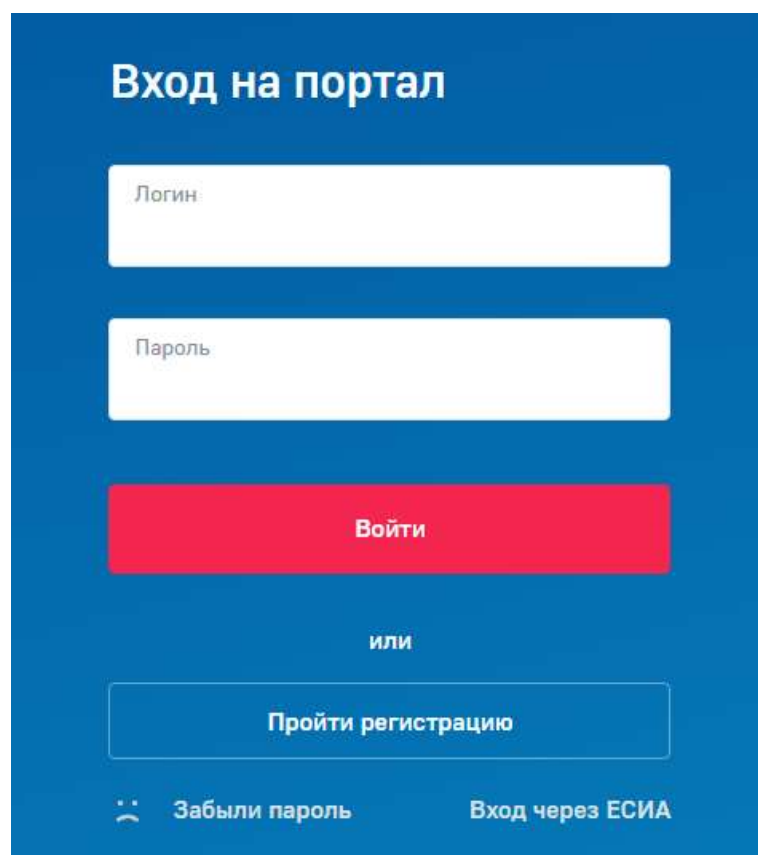 Вход на портал
Логин
Пароль
Войти
или
Пройти регистрацию
Забыли пароль Вход через ЕСИА